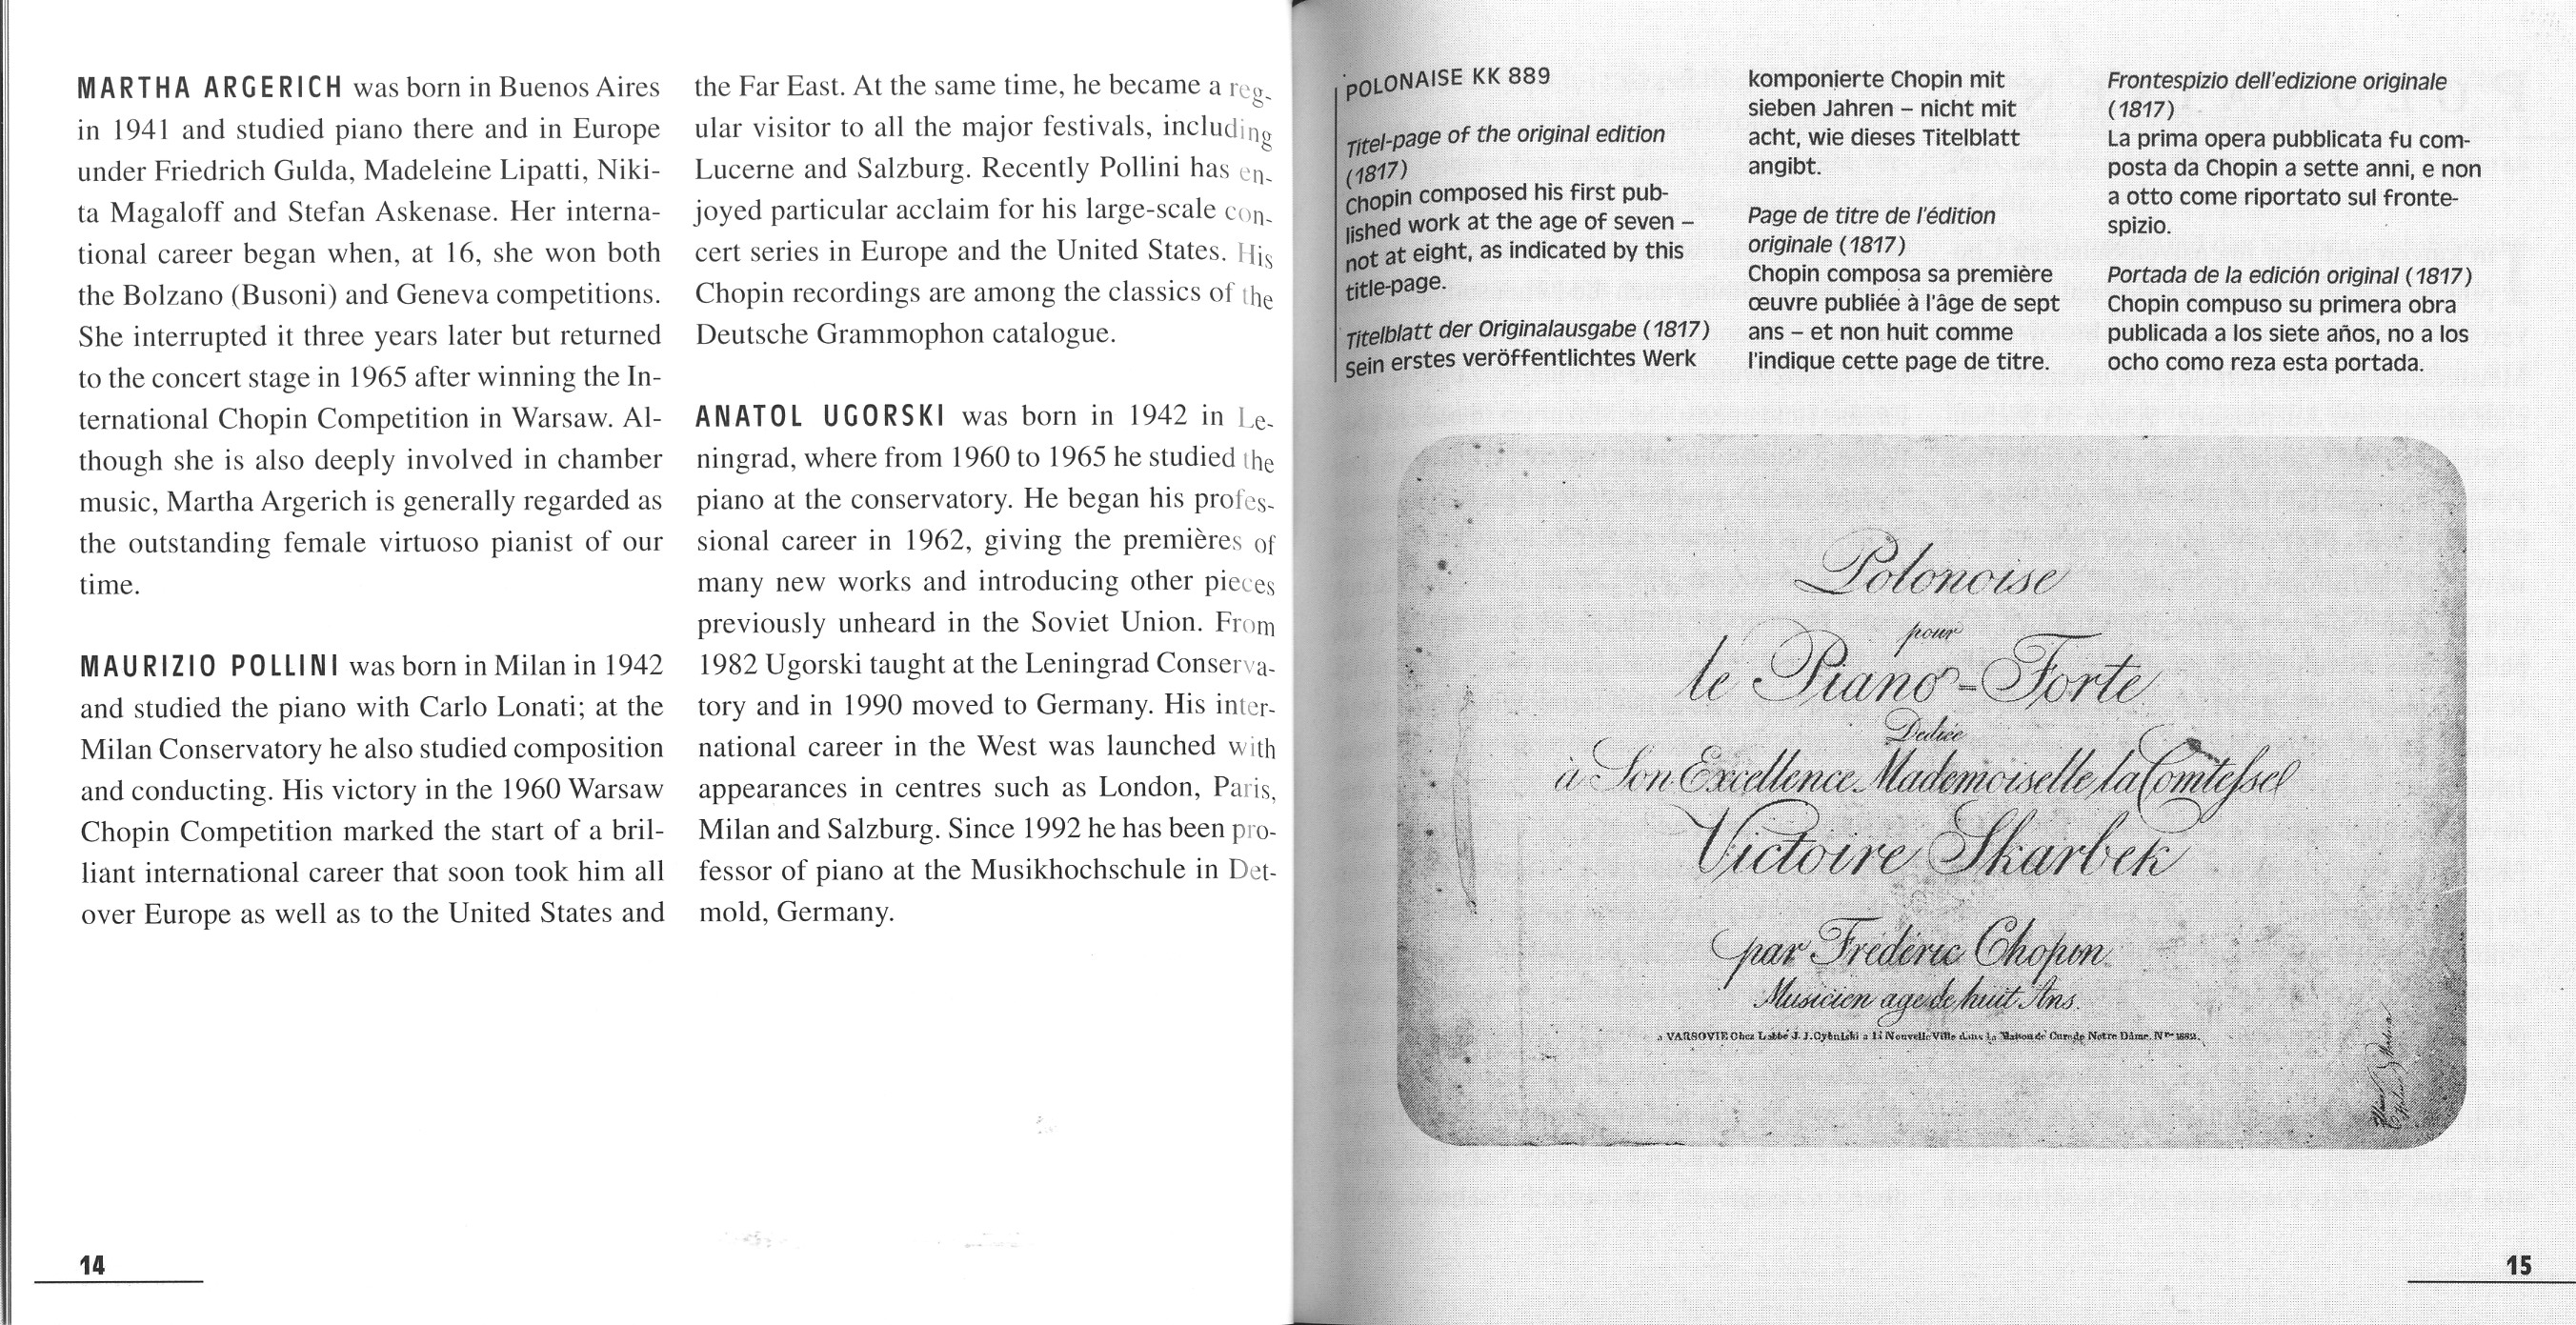 MARTHA ARGERICH was born in Buenos Aires
in 1941 and studied piano there and in Europe
under Friedrich Gulda, Madeleine Lipatti, Niki-
ta Magaloff and Stefan Askenase. Her interna-
tional career began when, at 16, she won both
the Bolzano (Busoni) and Geneva competitions.
She interrupted it three years later but returned
to the concert stage in 1965 after winning the In-
ternational Chopin Competition in Warsaw. Al-
though she is also deeply involved in chamber
music, Martha Argerich is generally regarded as
the outstanding female virtuoso pianist of our
time.
MAURIZIO POLLINI was born in Milan in 1942
and studied the piano with Carlo Lonati; at the
Milan Conservatory he also studied composition
and conducting. His victory in the 1960 Warsaw
Chopin Competition marked the start of a bril-
liant international career that soon took him all
over Europe as well as to the United States and
the Far East. At the same time, he became a reg-
ular visitor to all the major festivals, including
Lucerne and Salzburg. Recently Pollini has en-
joyed particular acclaim for his large-scale con-
cert series in Europe and the United States. His
Chopin recordings are among the classics of the
Deutsche Grammophon catalogue.
ANATOL UGORSKI was born in 1942 in Le-
ningrad, where from 1960 to 1965 he studied the
piano at the conservatory. He began his profes-
sional career in 1962, giving the premières of
many new works and introducing other pieces
previously unheard in the Soviet Union. From
1982 Ugorski taught at the Leningrad Conserva-
tory and in 1990 moved to Germany. His inter-
national career in the West was launched with
appearances in centres such as London, Paris,
Milan and Salzburg. Since 1992 he has been pro-
fessor of piano at the Musikhochschule in Det-
mold, Germany.
14
POLONAISE KK 889
Titel-page of the original edition
(1817)
Chopin composed his first pub-
lished work at the age of seven –
not at eight, as indicated by this
title-page.
Titelblatt der Originalausgabe (1817)
Sein erstes veröffentlichtes Werk
komponierte Chopin mit
sieben Jahren – nicht mit
acht, wie dieses Titelblatt
angibt.
Page de titre de l'édition
originale (1817)
Chopin composa sa première
œuvre publiée à l'âge de sept
ans – et non huit comme
l'indique cette page de titre.
Frontespizio dell'edizione originale
(1817)
La prima opera pubblicata fu com-
posta da Chopin a sette anni, e non
a otto come riportato sul fronte-
spizio.
Portada de la edición original (1817)
Chopin compuso su primera obra
publicada a los siete años, no a los
ocho como reza esta portada.
Polonoise
pour
le Piano-Forte
Dediée
à Son Excellence Mademoiselle la Comtesse
Victoire Skarbek
par Fréderic Chopin
Musicien age de huit Ans.
a VARSOVIE Chez Labbé J. J. Cybulski a la Nouvelle Ville dans la Maison de Cure de Notre Dâme.
15